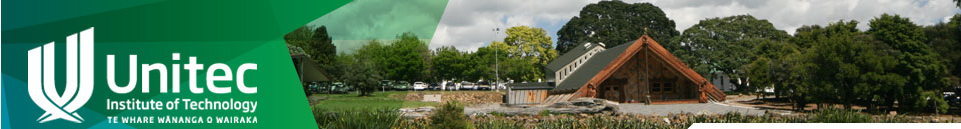 Unitec
Institute of Technology
TE WHARE WĀNANGA O WAIRAKA